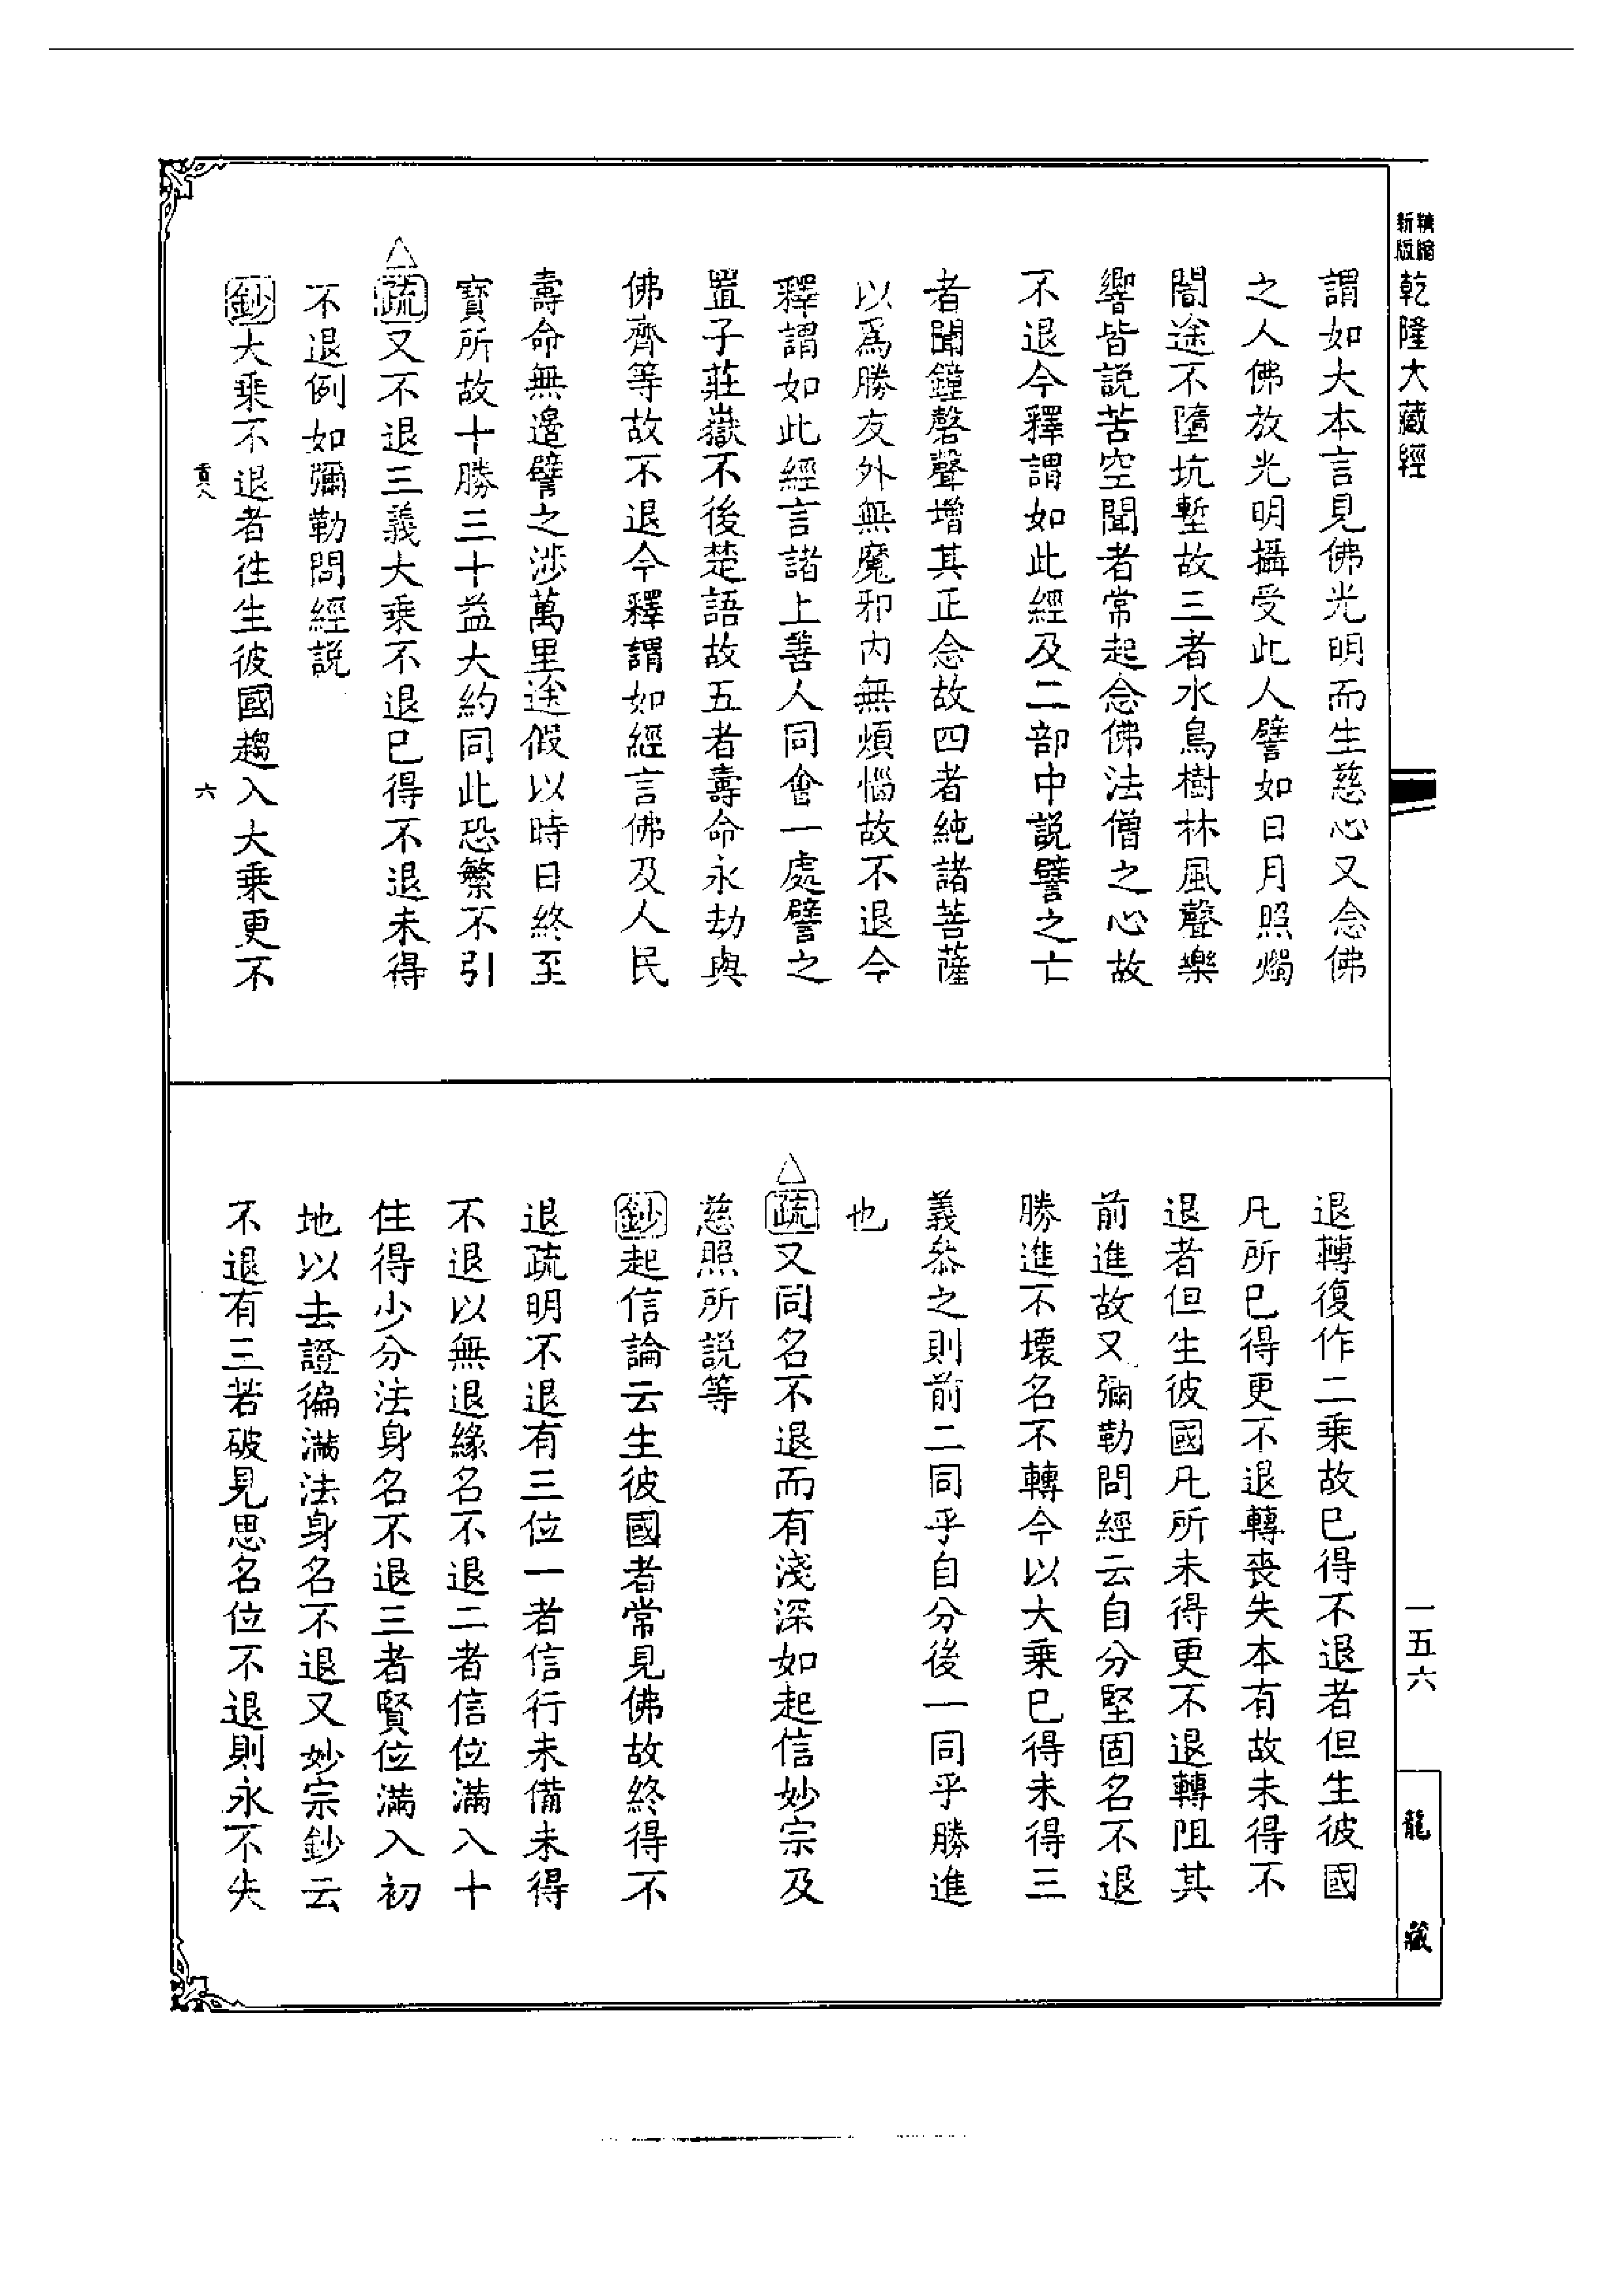 精縮新版
乾隆大藏經
謂如大本言見佛光明而生慈心又念佛
之人佛放光明攝受此人譬如日月照燭
闇途不墮坑塹故三者水鳥樹林風聲樂
響皆説苦空聞者常起念佛法僧之心故
不退今釋謂如此經及二部中説譬之亡
者聞鐘磬聲增其正念故四者純諸菩薩
以爲勝友外無魔邪内無煩惱故不退今
釋謂如此經言諸上善人同會一處譬之
置子莊嶽不後楚語故五者壽命永劫與
佛齊等故不退今釋謂如經言佛及人民
壽命無邊譬之涉萬里途假以時日終至
寶所故十勝三十益大約同此恐繁不引
△疏又不退三義大乘不退已得不退未得
不退例如彌勒問經説
鈔大乘不退者往生彼國趨入大乘更不
六
退轉復作二乘故已得不退者但生彼國
凡所已得更不退轉喪失本有故未得不
退者但生彼國凡所未得更不退轉阻其
前進故又彌勒問經云自分堅固名不退
勝進不壞名不轉今以大乘已得未得三
義叅之則前二同乎自分後一同乎勝進
也
△疏又同名不退而有淺深如起信妙宗及
慈照所説等
鈔起信論云生彼國者常見佛故終得不
退疏明不退有三位一者信行未備未得
不退以無退緣名不退二者信位滿入十
住得少分法身名不退三者賢位滿入初
地以去證徧滿法身名不退又妙宗鈔云
不退有三若破見思名位不退則永不失
一五六
龍藏